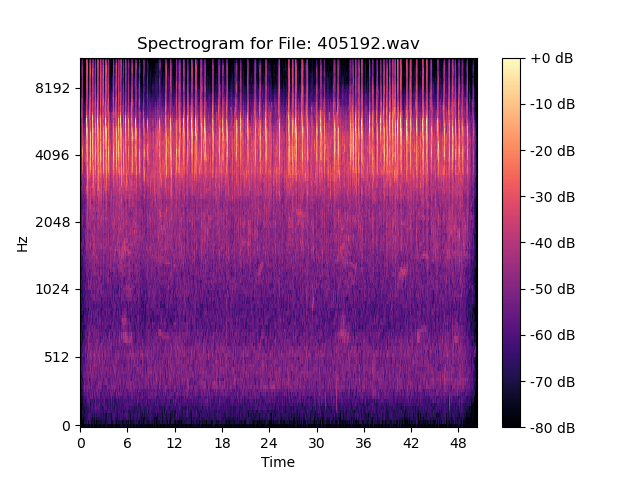 Spectrogram for File: 405192.wav
Hz
8192
4096
2048
1024
512
0
0 6 12 18 24 30 36 42 48
Time
+0 dB
-10 dB
-20 dB
-30 dB
-40 dB
-50 dB
-60 dB
-70 dB
-80 dB